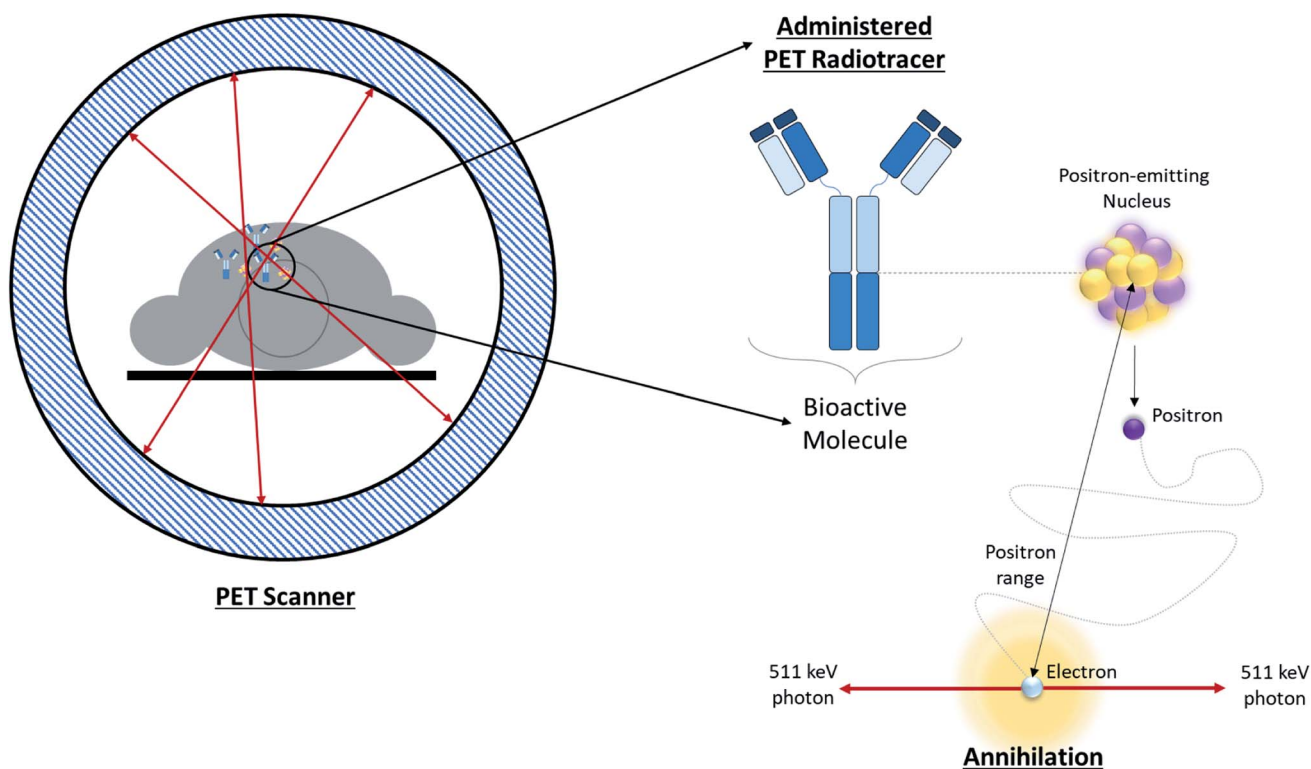 Administered
PET Radiotracer
Positron-emitting
Nucleus
Bioactive
Molecule
Positron
Positron
range
PET Scanner
511 keV
photon
Electron
511 keV
photon
Annihilation